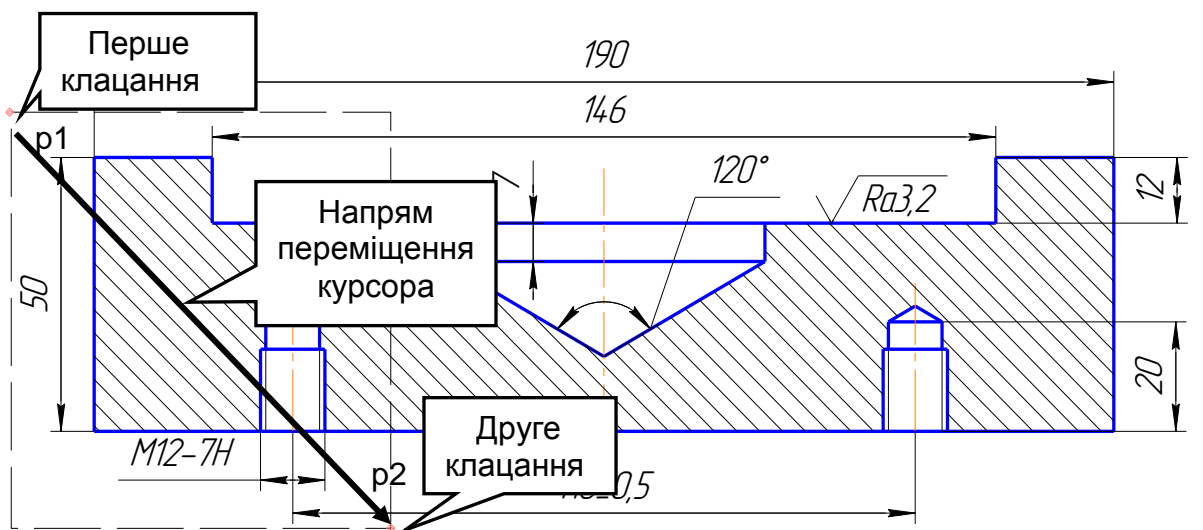 Перше
клацання
190
146
p1
7
120°
Ra3,2
12
Напрям
переміщення
курсора
50
20
Друге
клацання
M12-7H
p2